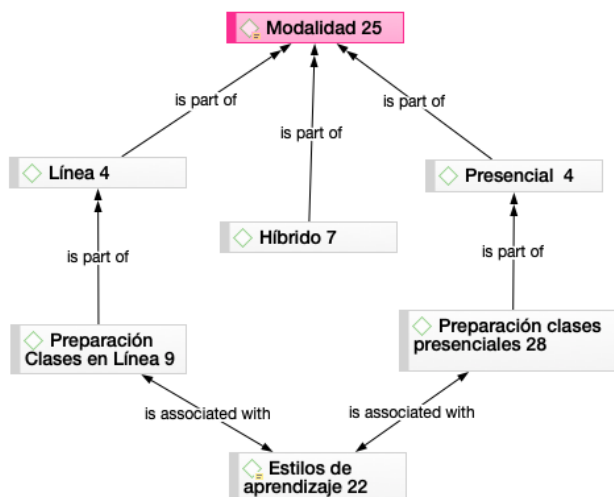 Modalidad 25
is part of
is part of
is part of
Línea 4
Presencial 4
Híbrido 7
is part of
is part of
Preparación
Clases en Línea 9
Preparación clases
presenciales 28
is associated with
is associated with
Estilos de
aprendizaje 22